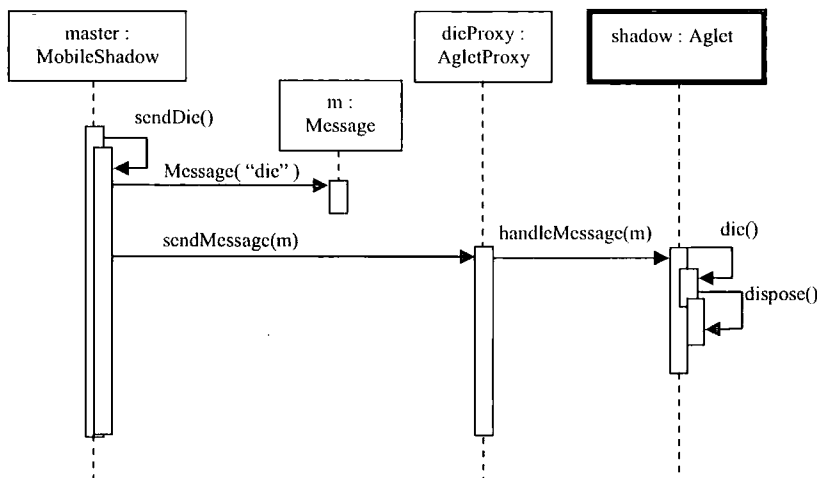 master :
MobileShadow
dieProxy :
AgletProxy
shadow : Aglet
m :
Message
sendDie()
Message( “die” )
sendMessage(m)
handleMessage(m)
die()
dispose()